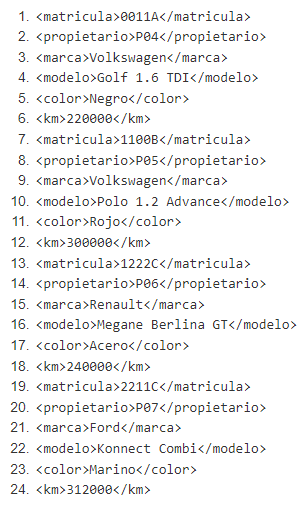 1. <matricula>0011A</matricula>
2. <propietario>P04</propietario>
3. <marca>Volkswagen</marca>
4. <modelo>Golf 1.6 TDI</modelo>
5. <color>Negro</color>
6. <km>220000</km>
7. <matricula>1100B</matricula>
8. <propietario>P05</propietario>
9. <marca>Volkswagen</marca>
10. <modelo>Polo 1.2 Advance</modelo>
11. <color>Rojo</color>
12. <km>300000</km>
13. <matricula>1222C</matricula>
14. <propietario>P06</propietario>
15. <marca>Renault</marca>
16. <modelo>Megane Berlina GT</modelo>
17. <color>Acero</color>
18. <km>240000</km>
19. <matricula>2211C</matricula>
20. <propietario>P07</propietario>
21. <marca>Ford</marca>
22. <modelo>Konnect Combi</modelo>
23. <color>Marino</color>
24. <km>312000</km>